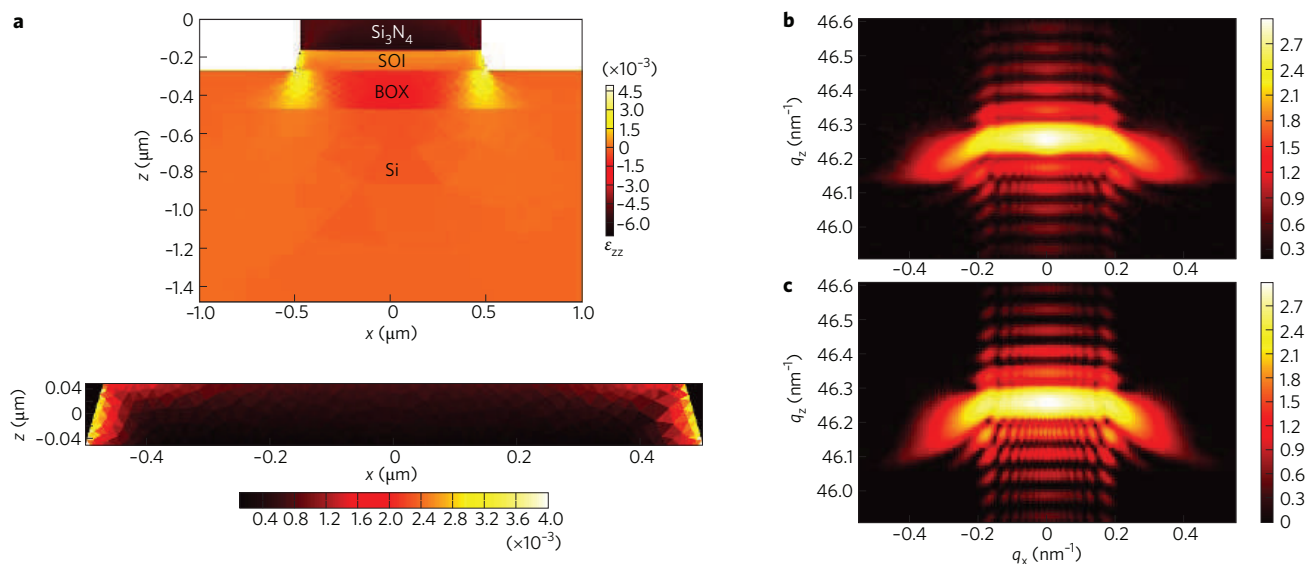 a
Si₃N₄
SOI
BOX
Si
0
−0.2
−0.4
−0.6
−0.8
−1.0
−1.2
−1.4
z (μm)
-1.0 −0.5 0 0.5 1.0
x (μm)
(×10⁻³)
4.5
3.0
1.5
0
−1.5
−3.0
−4.5
−6.0
ε_zz
0.04
0
−0.04
z (μm)
−0.4 −0.2 0 0.2 0.4
x (μm)
0.4 0.8 1.2 1.6 2.0 2.4 2.8 3.2 3.6 4.0
(×10⁻³)
b
46.6
46.5
46.4
46.3
46.2
46.1
46.0
q_z (nm⁻¹)
−0.4 −0.2 0 0.2 0.4
2.7
2.4
2.1
1.8
1.5
1.2
0.9
0.6
0.3
c
46.6
46.5
46.4
46.3
46.2
46.1
46.0
q_z (nm⁻¹)
−0.4 −0.2 0 0.2 0.4
q_x (nm⁻¹)
2.7
2.4
2.1
1.8
1.5
1.2
0.9
0.6
0.3
0